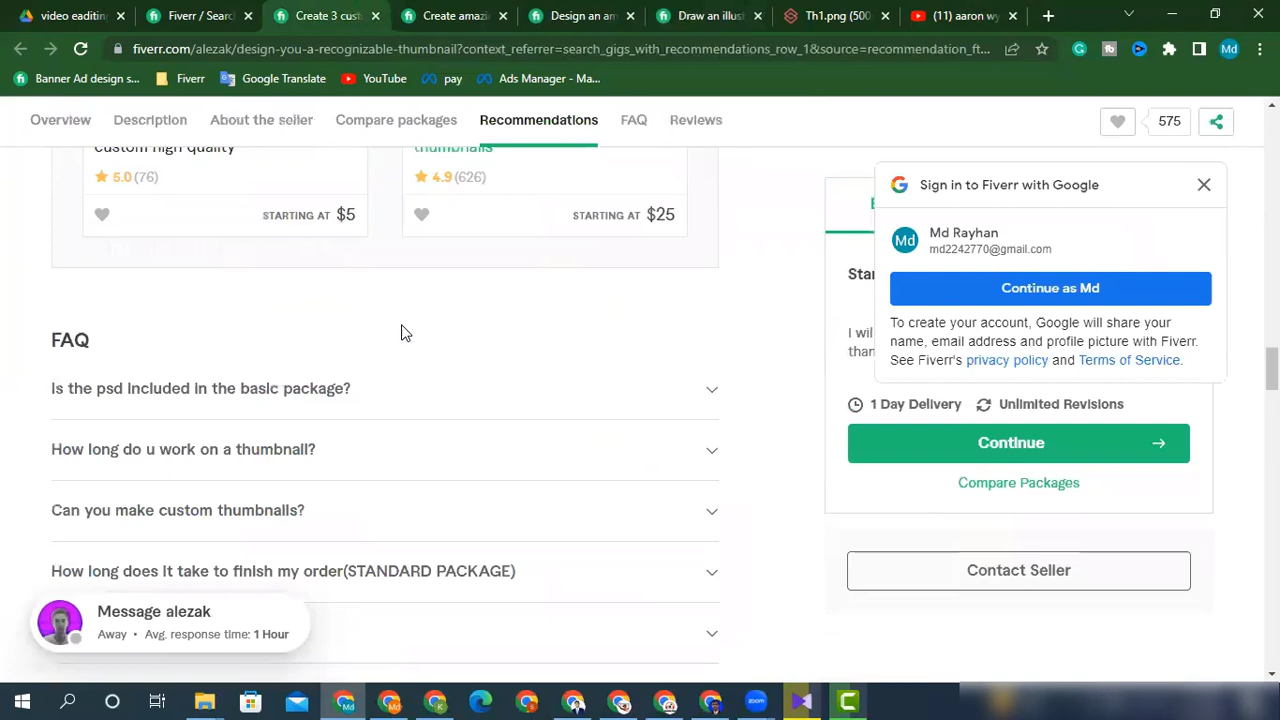 video eaditing
Fiverr / Searc
Create 3 cust
Create amazi
Design an am
Draw an illust
Th1.png (500
(11) aaron wy
fiverr.com/alezak/design-you-a-recognizable-thumbnail?context_referrer=search_gigs_with_recommendations_row_1&source=recommendation_ft...
Md
Banner Ad design s...
Fiverr
Google Translate
YouTube
pay
Ads Manager - Ma...
Overview
Description
About the seller
Compare packages
Recommendations
FAQ
Reviews
575
custom high quality
thumbnails
5.0 (76)
4.9 (626)
STARTING AT $5
STARTING AT $25
Sign in to Fiverr with Google
Md
Md Rayhan
md2242770@gmail.com
Continue as Md
To create your account, Google will share your
name, email address and profile picture with Fiverr.
See Fiverr's privacy policy and Terms of Service.
I will
1 Day Delivery
Unlimited Revisions
Continue
Compare Packages
Contact Seller
FAQ
Is the psd included in the basic package?
How long do u work on a thumbnail?
Can you make custom thumbnails?
How long does it take to finish my order(STANDARD PACKAGE)
Message alezak
Away • Avg. response time: 1 Hour
zoom